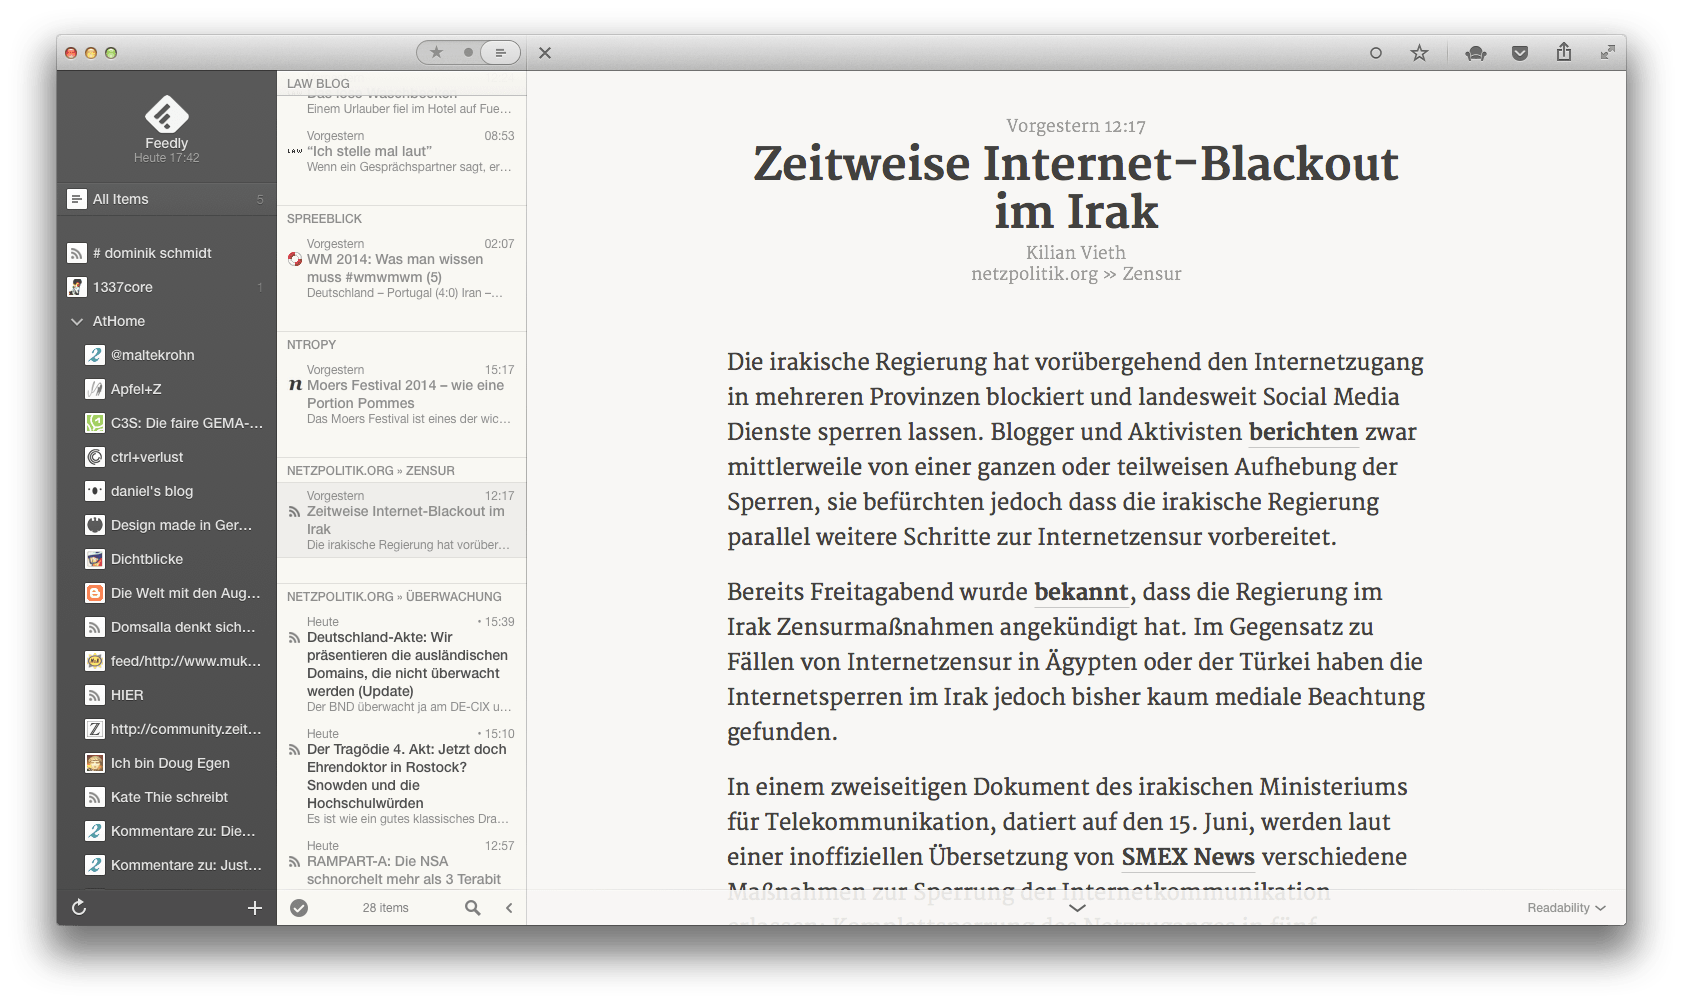 Feedly
Heute 17:42
All Items 5
# dominik schmidt
1337core 1
AtHome
@maltekrohn
Apfel+Z
C3S: Die faire GEMA-...
ctrl+verlust
daniel's blog
Design made in Ger...
Dichtblicke
Die Welt mit den Aug...
Domsalla denkt sich...
feed/http://www.muk...
HIER
http://community.zeit...
Ich bin Doug Egen
Kate Thie schreibt
Kommentare zu: Die...
Kommentare zu: Just...
LAW BLOG
Einem Urlauber fiel im Hotel auf Fue...
Vorgestern 08:53
LAW “Ich stelle mal laut”
Wenn ein Gesprächspartner sagt, er...
SPREEBLICK
Vorgestern 02:07
WM 2014: Was man wissen
muss #wmwmwm (5)
Deutschland – Portugal (4:0) Iran –...
NTROPY
Vorgestern 15:17
n Moers Festival 2014 – wie eine
Portion Pommes
Das Moers Festival ist eines der wic...
NETZPOLITIK.ORG » ZENSUR
Vorgestern 12:17
Zeitweise Internet-Blackout im
Irak
Die irakische Regierung hat vorüber...
NETZPOLITIK.ORG » ÜBERWACHUNG
Heute • 15:39
Deutschland-Akte: Wir
präsentieren die ausländischen
Domains, die nicht überwacht
werden (Update)
Der BND überwacht ja am DE-CIX u...
Heute • 15:10
Der Tragödie 4. Akt: Jetzt doch
Ehrendoktor in Rostock?
Snowden und die
Hochschulwürden
Es ist wie ein gutes klassisches Dra...
Heute 12:57
RAMPART-A: Die NSA
schnorchelt mehr als 3 Terabit
28 items
Vorgestern 12:17
Zeitweise Internet-Blackout
im Irak
Kilian Vieth
netzpolitik.org » Zensur
Die irakische Regierung hat vorübergehend den Internetzugang
in mehreren Provinzen blockiert und landesweit Social Media
Dienste sperren lassen. Blogger und Aktivisten berichten zwar
mittlerweile von einer ganzen oder teilweisen Aufhebung der
Sperren, sie befürchten jedoch dass die irakische Regierung
parallel weitere Schritte zur Internetzensur vorbereitet.
Bereits Freitagabend wurde bekannt, dass die Regierung im
Irak Zensurmaßnahmen angekündigt hat. Im Gegensatz zu
Fällen von Internetzensur in Ägypten oder der Türkei haben die
Internetsperren im Irak jedoch bisher kaum mediale Beachtung
gefunden.
In einem zweiseitigen Dokument des irakischen Ministeriums
für Telekommunikation, datiert auf den 15. Juni, werden laut
einer inoffiziellen Übersetzung von SMEX News verschiedene
Maßnahmen zur Sperrung der Internetkommunikation
erlassen: Komplettsperrung des Netzzuganges in fünf
Readability